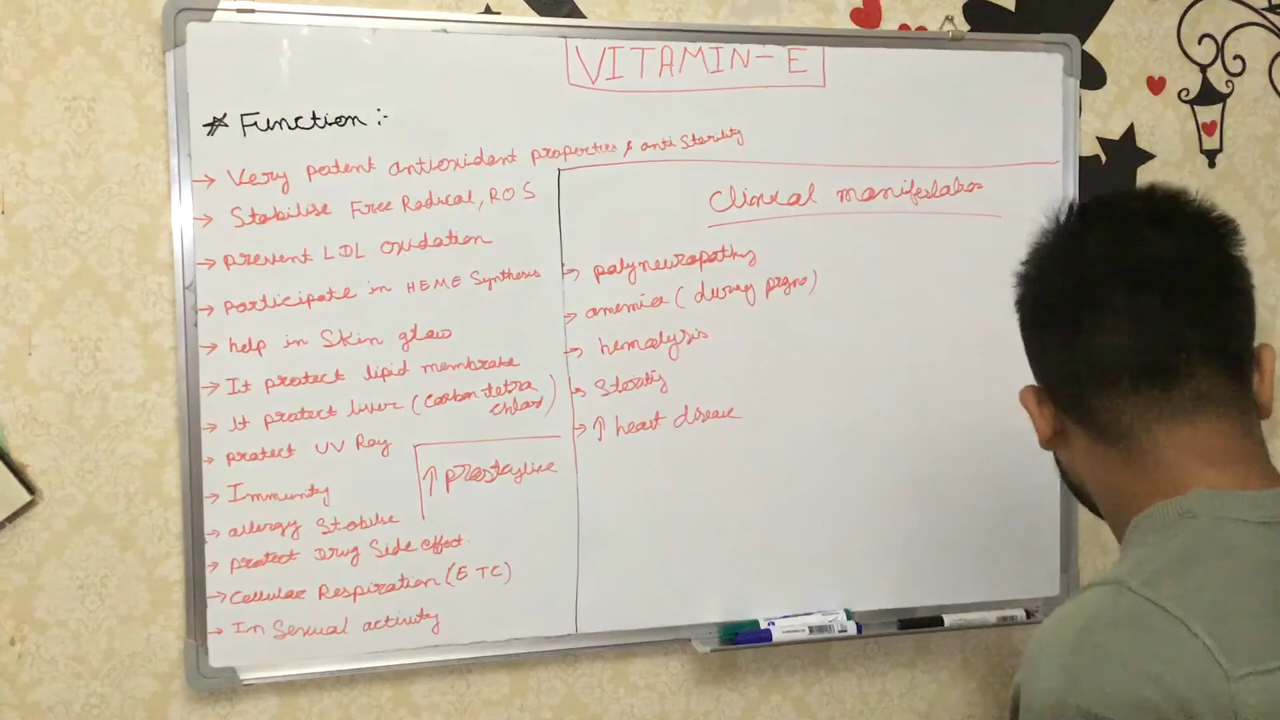 VITAMIN-E
* Function :-
→ Very potent antioxidant properties & anti Sterility
→ Stabilise Free Radical, ROS
→ prevent LDL oxidation
→ participate in HEME Synthesis
→ help in Skin glow
→ It protect lipid membrane
→ It protect liver (Carbon tetra
chlor)
→ protect UV Ray
→ Immunity
→ allergy Stabilise
→ protect Drug Side effect.
→ Cellular Respiration (ETC)
→ In Sexual activity
Clinical manifestation
→ polyneuropathy
→ anemia (during pregn)
→ hemolysis
→ Sterility
→ ↑ heart disease